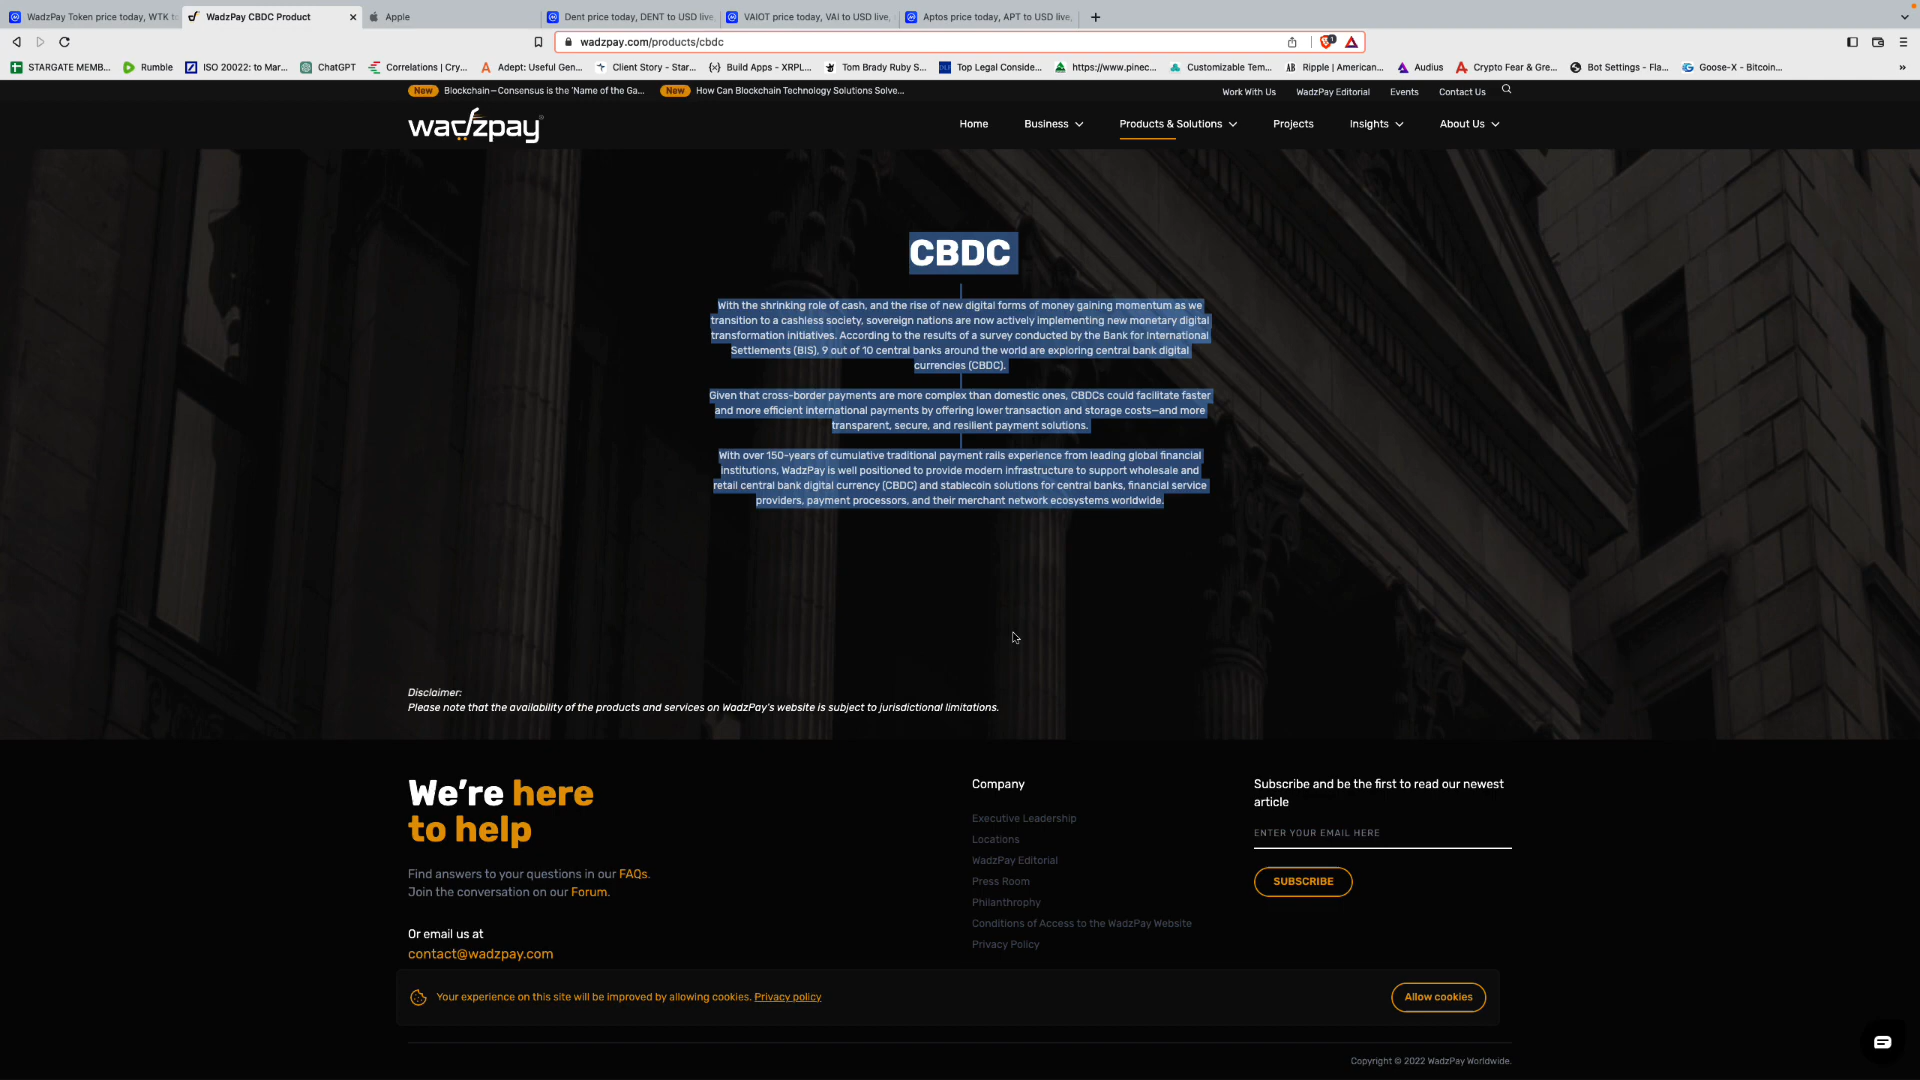 WadzPay Token price today, WTK to
WadzPay CBDC Product
Apple
Dent price today, DENT to USD live,
VAIOT price today, VAI to USD live,
Aptos price today, APT to USD live,
wadzpay.com/products/cbdc
1
STARGATE MEMB...
Rumble
ISO 20022: to Mar...
ChatGPT
Correlations | Cry...
Adept: Useful Gen...
Client Story - Star...
{x} Build Apps - XRPL...
Tom Brady Ruby S...
Top Legal Conside...
https://www.pinec...
Customizable Tem...
AB Ripple | American...
Audius
Crypto Fear & Gre...
Bot Settings - Fla...
Goose-X - Bitcoin...
»
New Blockchain—Consensus is the 'Name of the Ga...
New How Can Blockchain Technology Solutions Solve...
Work With Us
WadzPay Editorial
Events
Contact Us
wadzpay
Home
Business
Products & Solutions
Projects
Insights
About Us
CBDC
With the shrinking role of cash, and the rise of new digital forms of money gaining momentum as we
transition to a cashless society, sovereign nations are now actively implementing new monetary digital
transformation initiatives. According to the results of a survey conducted by the Bank for International
Settlements (BIS), 9 out of 10 central banks around the world are exploring central bank digital
currencies (CBDC).
Given that cross-border payments are more complex than domestic ones, CBDCs could facilitate faster
and more efficient international payments by offering lower transaction and storage costs—and more
transparent, secure, and resilient payment solutions.
With over 150-years of cumulative traditional payment rails experience from leading global financial
institutions, WadzPay is well positioned to provide modern infrastructure to support wholesale and
retail central bank digital currency (CBDC) and stablecoin solutions for central banks, financial service
providers, payment processors, and their merchant network ecosystems worldwide.
Disclaimer:
Please note that the availability of the products and services on WadzPay's website is subject to jurisdictional limitations.
We're here
to help
Find answers to your questions in our FAQs.
Join the conversation on our Forum.
Or email us at
contact@wadzpay.com
Company
Executive Leadership
Locations
WadzPay Editorial
Press Room
Philanthrophy
Conditions of Access to the WadzPay Website
Privacy Policy
Subscribe and be the first to read our newest
article
ENTER YOUR EMAIL HERE
SUBSCRIBE
Your experience on this site will be improved by allowing cookies. Privacy policy
Allow cookies
Copyright © 2022 WadzPay Worldwide.